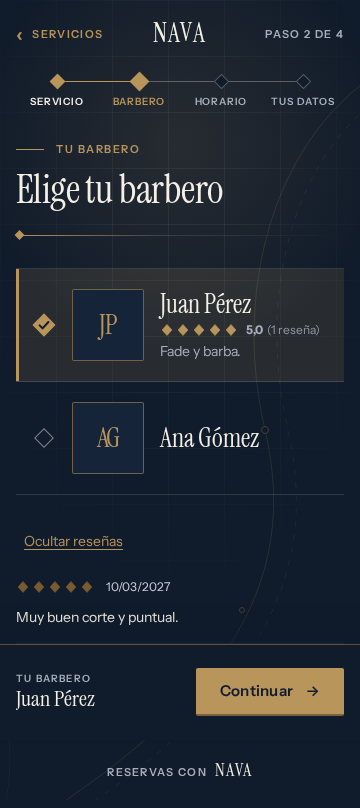 ‹ SERVICIOS NAVA PASO 2 DE 4
SERVICIO BARBERO HORARIO TUS DATOS
TU BARBERO
Elige tu barbero
JP
Juan Pérez
5,0 (1 reseña)
Fade y barba.
AG
Ana Gómez
Ocultar reseñas
10/03/2027
Muy buen corte y puntual.
TU BARBERO
Juan Pérez
Continuar →
RESERVAS CON NAVA